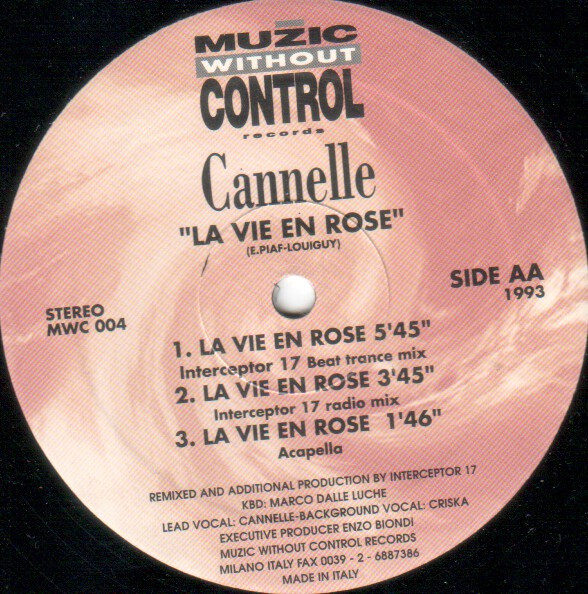 MUZIC
WITHOUT
CONTROL
records
Cannelle
"LA VIE EN ROSE"
(E.PIAF-LOUIGUY)
STEREO
MWC 004
SIDE AA
1993
1. LA VIE EN ROSE 5'45"
Interceptor 17 Beat trance mix
2. LA VIE EN ROSE 3'45"
Interceptor 17 radio mix
3. LA VIE EN ROSE 1'46"
Acapella
REMIXED AND ADDITIONAL PRODUCTION BY INTERCEPTOR 17
KBD: MARCO DALLE LUCHE
LEAD VOCAL: CANNELLE-BACKGROUND VOCAL: CRISKA
EXECUTIVE PRODUCER ENZO BIONDI
MUZIC WITHOUT CONTROL RECORDS
MILANO ITALY FAX 0039 - 2 - 6887386
MADE IN ITALY